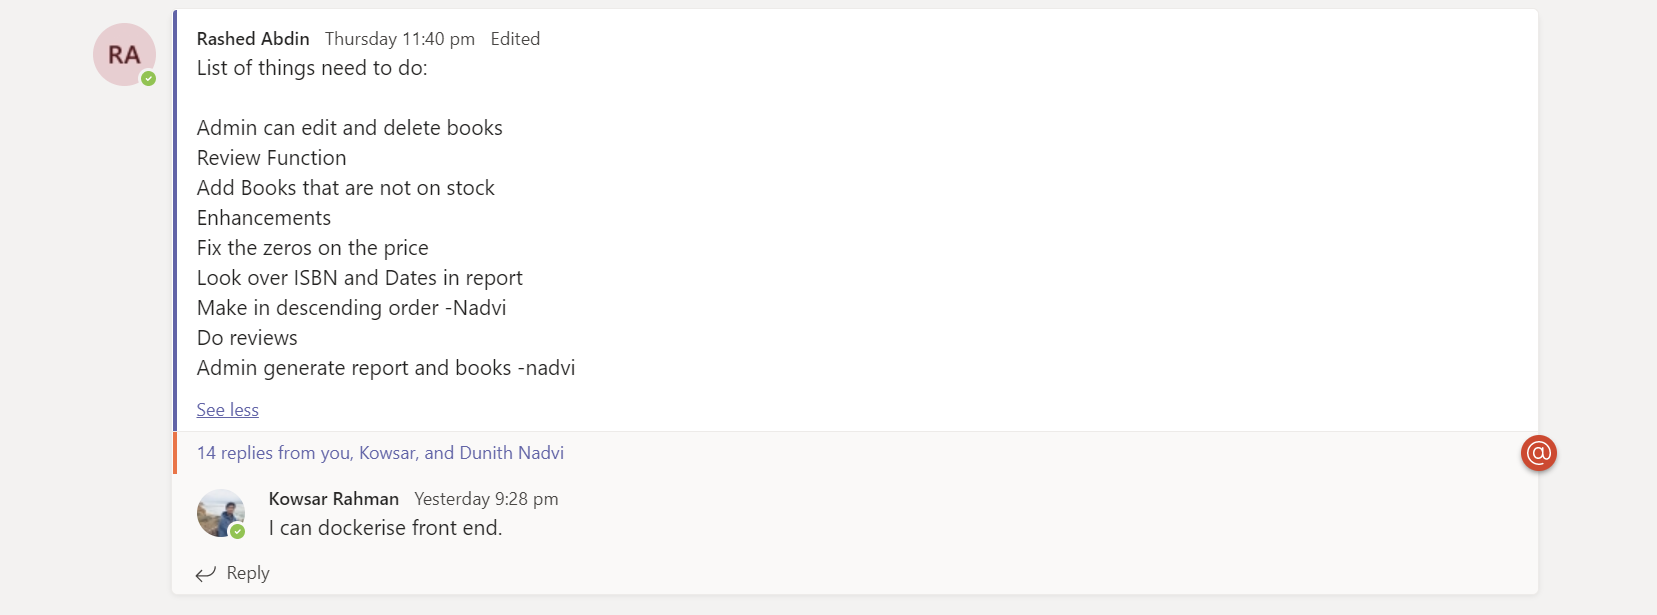 RA
Rashed Abdin Thursday 11:40 pm Edited
List of things need to do:
Admin can edit and delete books
Review Function
Add Books that are not on stock
Enhancements
Fix the zeros on the price
Look over ISBN and Dates in report
Make in descending order -Nadvi
Do reviews
Admin generate report and books -nadvi
See less
14 replies from you, Kowsar, and Dunith Nadvi
@
Kowsar Rahman Yesterday 9:28 pm
I can dockerise front end.
Reply